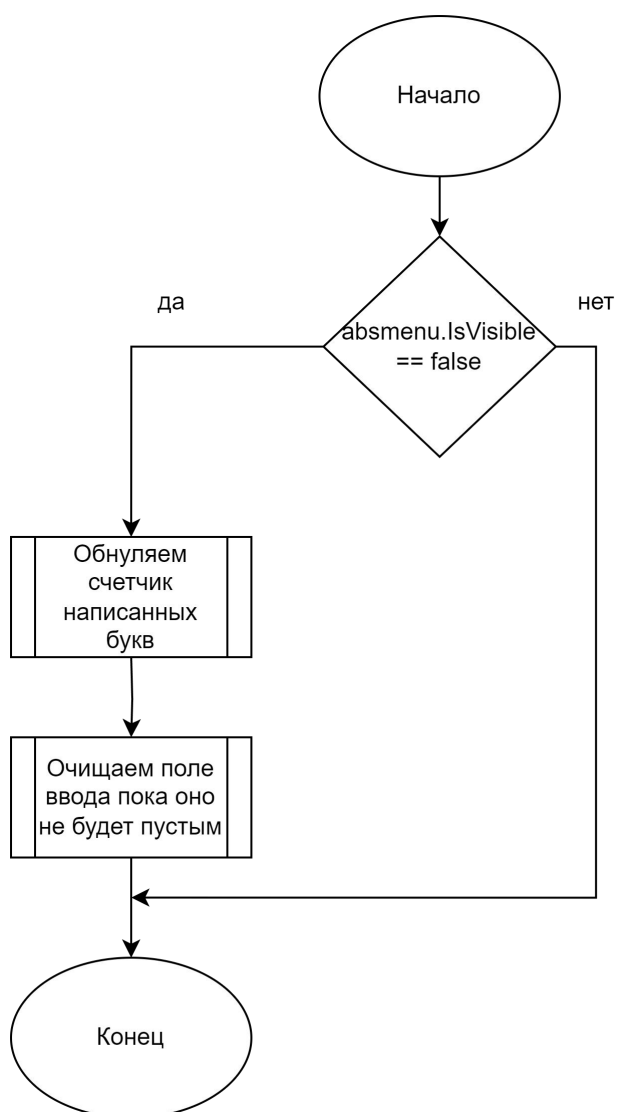 Начало
да
нет
absmenu.IsVisible
== false
Обнуляем
счетчик
написанных
букв
Очищаем поле
ввода пока оно
не будет пустым
Конец